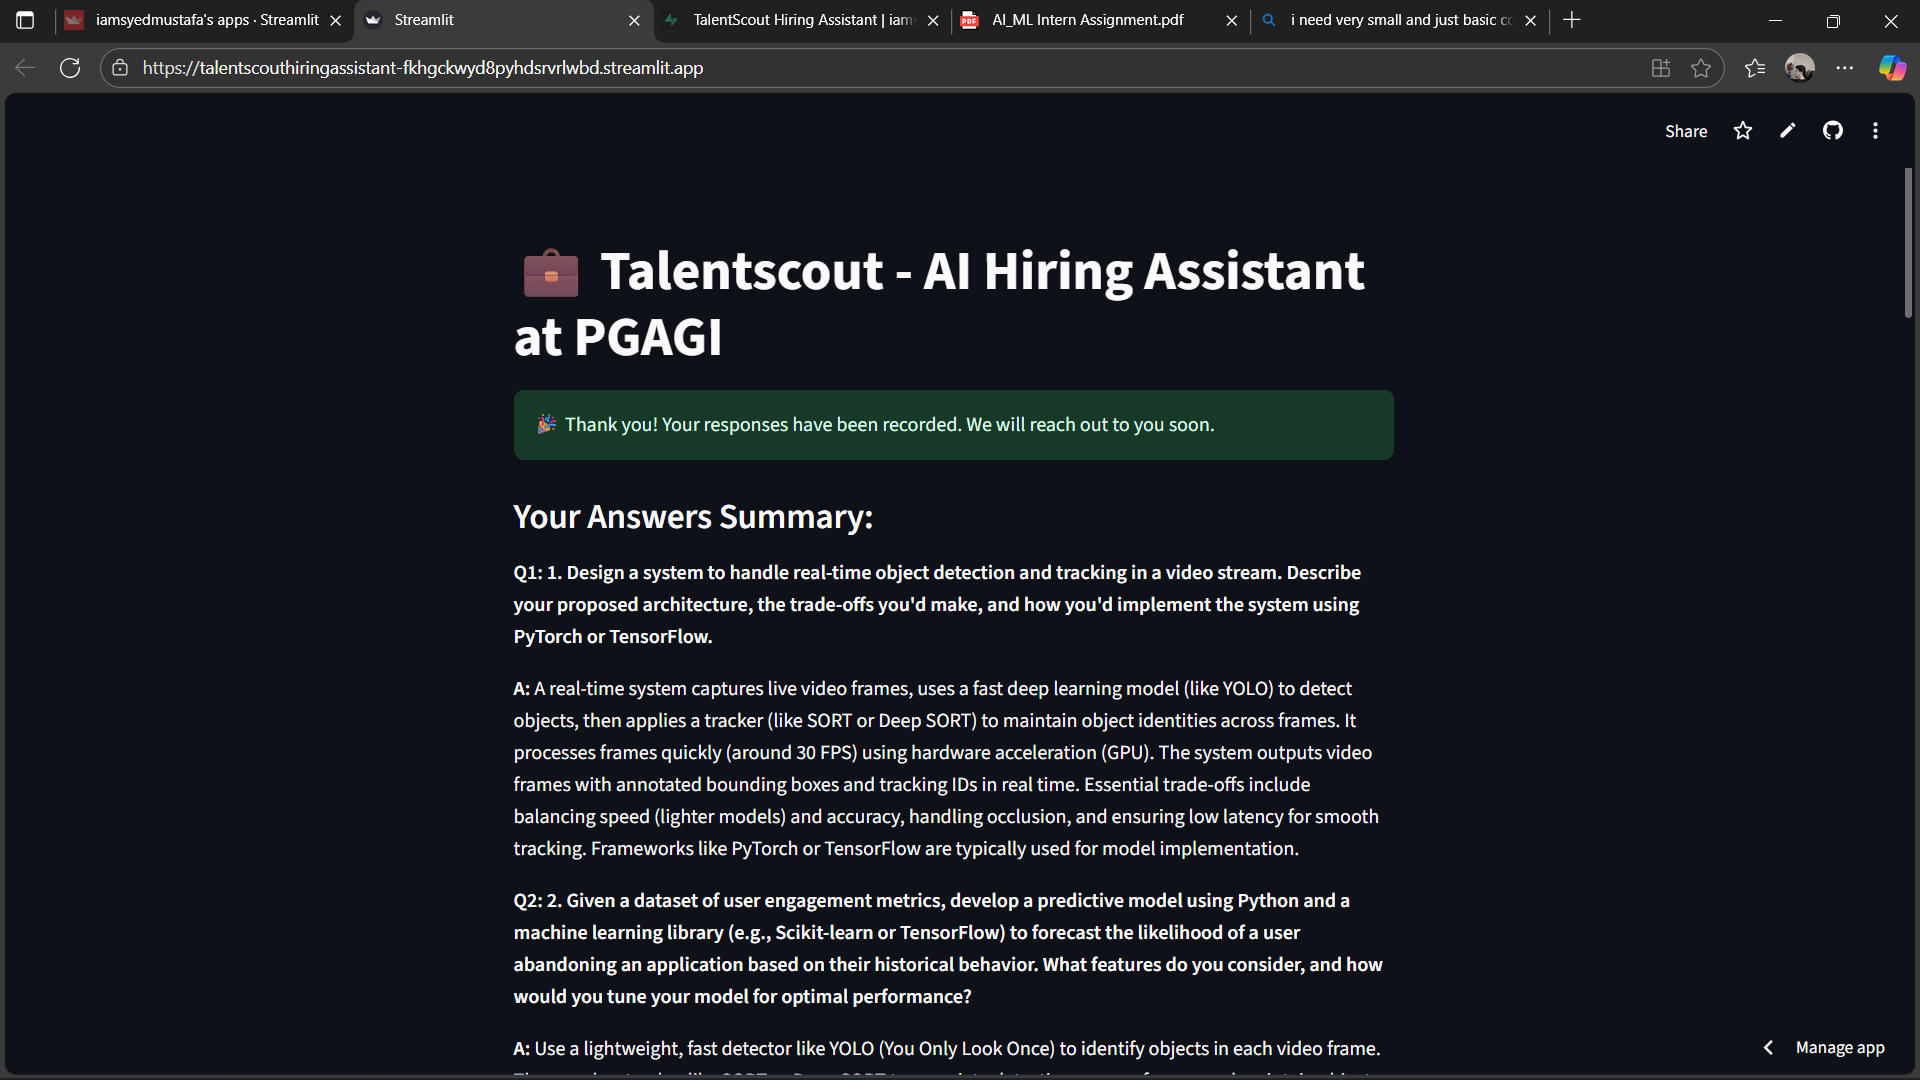 iamsyedmustafa's apps · Streamlit
Streamlit
TalentScout Hiring Assistant | iam
AI_ML Intern Assignment.pdf
i need very small and just basic co
https://talentscouthiringassistant-fkhgckwyd8pyhdsrvrlwbd.streamlit.app
Share
Talentscout - AI Hiring Assistant
at PGAGI
Thank you! Your responses have been recorded. We will reach out to you soon.
Your Answers Summary:
Q1: 1. Design a system to handle real-time object detection and tracking in a video stream. Describe
your proposed architecture, the trade-offs you'd make, and how you'd implement the system using
PyTorch or TensorFlow.
A: A real-time system captures live video frames, uses a fast deep learning model (like YOLO) to detect
objects, then applies a tracker (like SORT or Deep SORT) to maintain object identities across frames. It
processes frames quickly (around 30 FPS) using hardware acceleration (GPU). The system outputs video
frames with annotated bounding boxes and tracking IDs in real time. Essential trade-offs include
balancing speed (lighter models) and accuracy, handling occlusion, and ensuring low latency for smooth
tracking. Frameworks like PyTorch or TensorFlow are typically used for model implementation.
Q2: 2. Given a dataset of user engagement metrics, develop a predictive model using Python and a
machine learning library (e.g., Scikit-learn or TensorFlow) to forecast the likelihood of a user
abandoning an application based on their historical behavior. What features do you consider, and how
would you tune your model for optimal performance?
A: Use a lightweight, fast detector like YOLO (You Only Look Once) to identify objects in each video frame.
Manage app